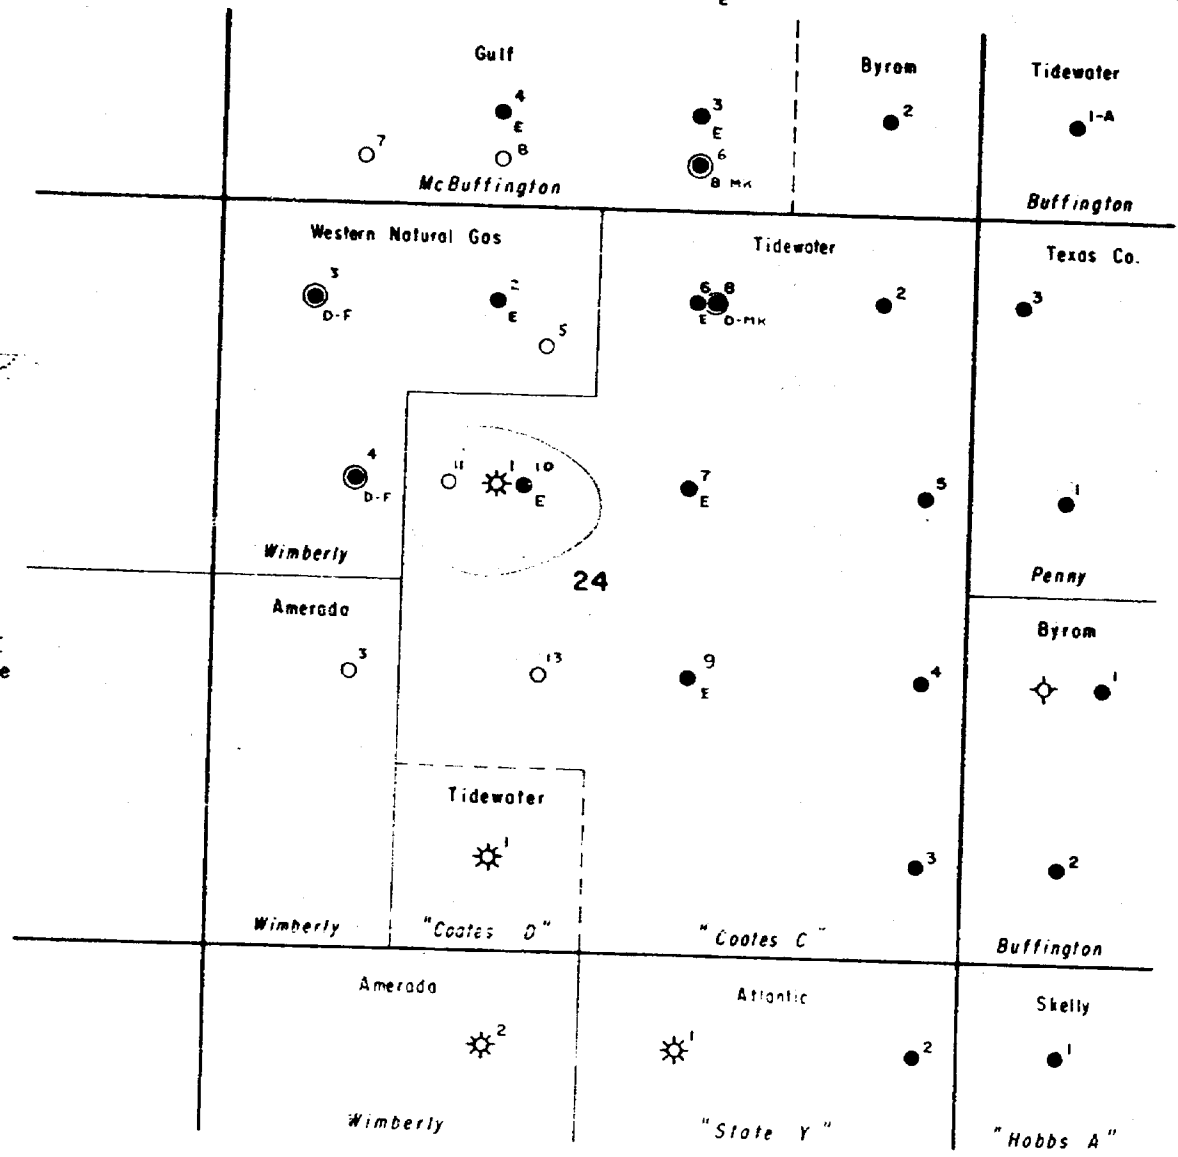 Gulf
Byrom
Tidewater
4
E
3
E
2
1-A
7
8
6
8 MK
McBuffington
Buffington
Western Natural Gas
Tidewater
Texas Co.
3
D-F
2
E
5
6
E
8
D-MK
2
3
4
D-F
11
1
10
E
7
E
5
1
Wimberly
24
Penny
Amerada
Byrom
3
13
9
E
4
1
e
Tidewater
1
3
2
Wimberly
"Coates D"
"Coates C"
Buffington
Amerada
Atlantic
Skelly
2
1
2
1
Wimberly
"State Y"
"Hobbs A"